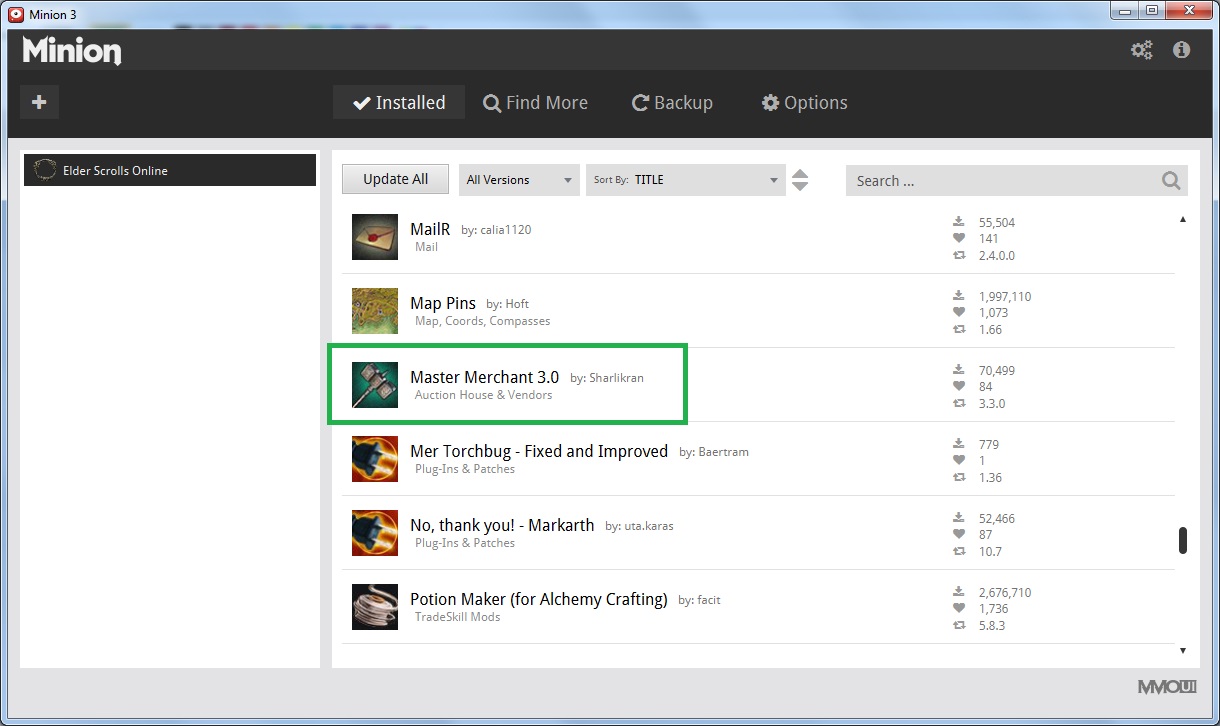 Minion 3
Minion
Installed
Find More
Backup
Options
Elder Scrolls Online
Update All
All Versions
Sort By: TITLE
Search ...
MailR by: calia1120
Mail
55,504
141
2.4.0.0
Map Pins by: Hoft
Map, Coords, Compasses
1,997,110
1,073
1.66
Master Merchant 3.0 by: Sharlikran
Auction House & Vendors
70,499
84
3.3.0
Mer Torchbug - Fixed and Improved by: Baertram
Plug-Ins & Patches
779
1
1.36
No, thank you! - Markarth by: uta.karas
Plug-Ins & Patches
52,466
87
10.7
Potion Maker (for Alchemy Crafting) by: facit
TradeSkill Mods
2,676,710
1,736
5.8.3
MMOUI